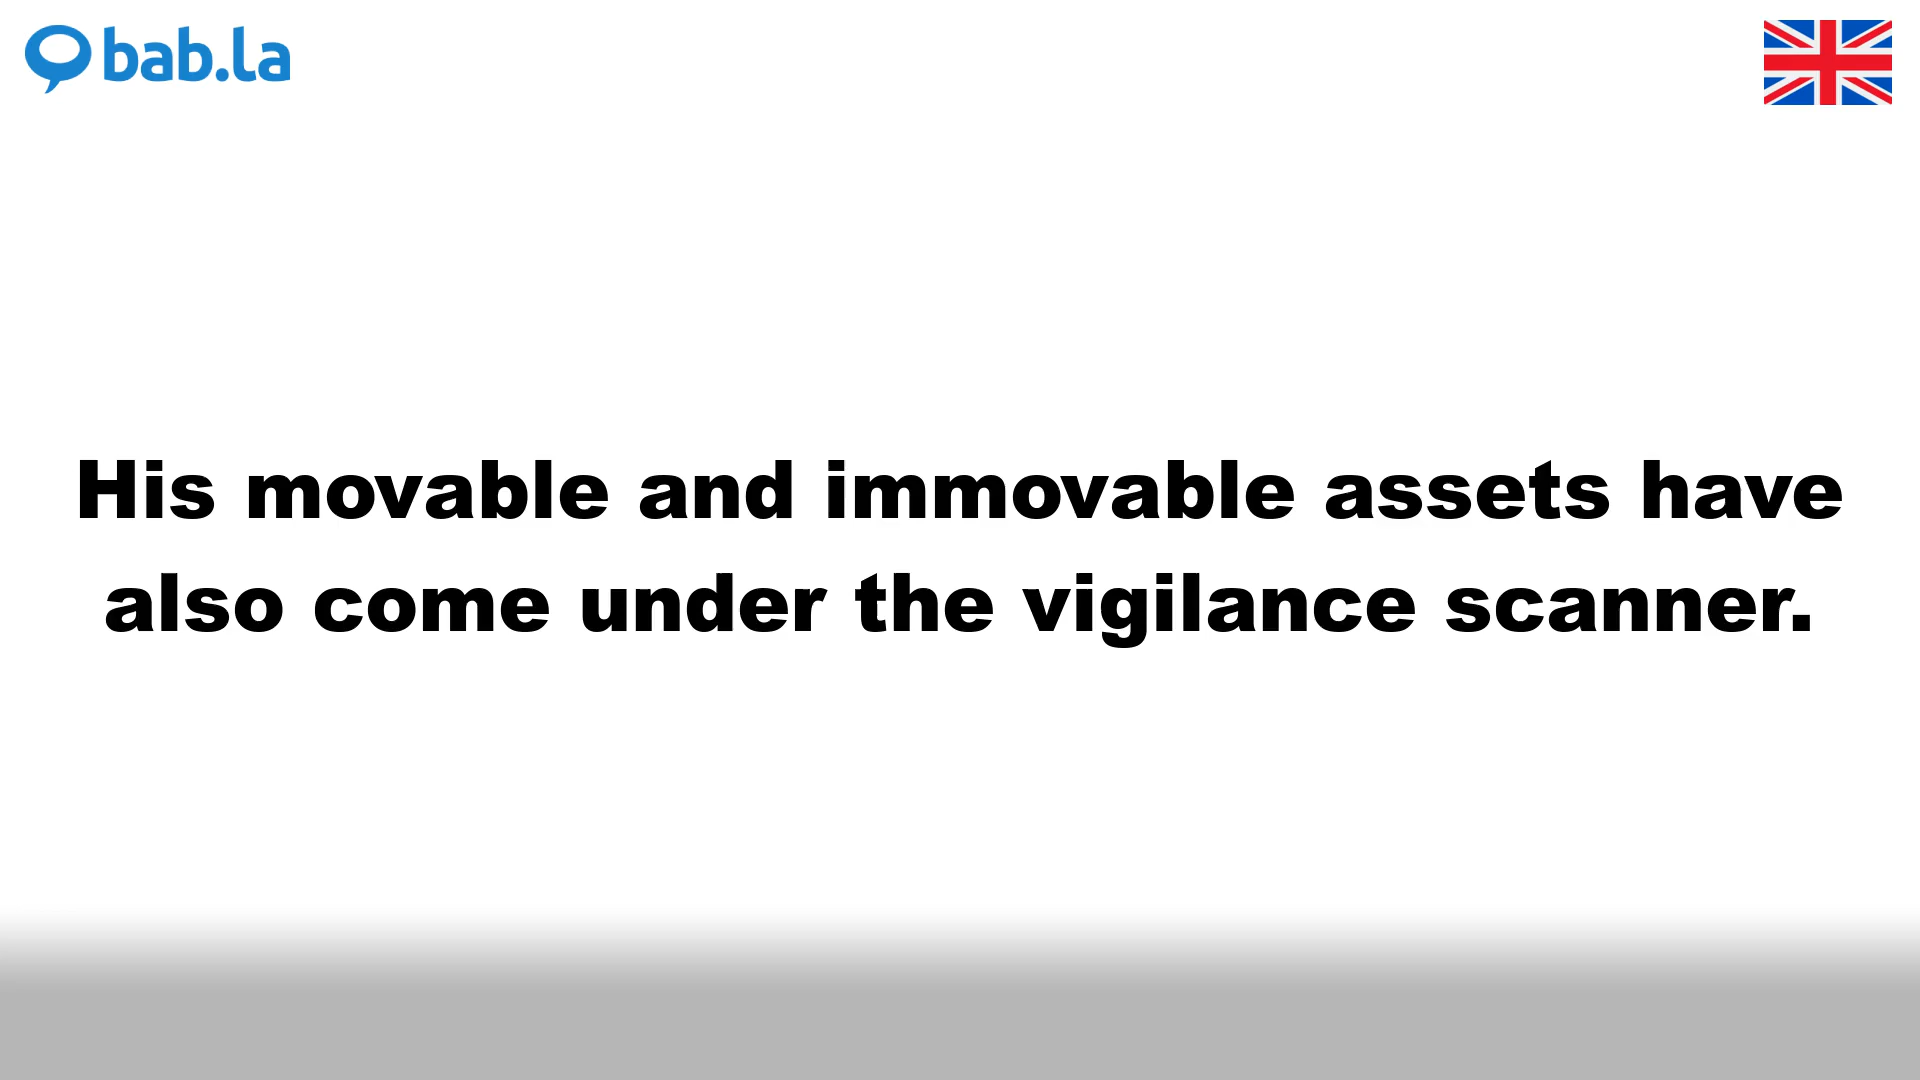 bab.la
His movable and immovable assets have
also come under the vigilance scanner.